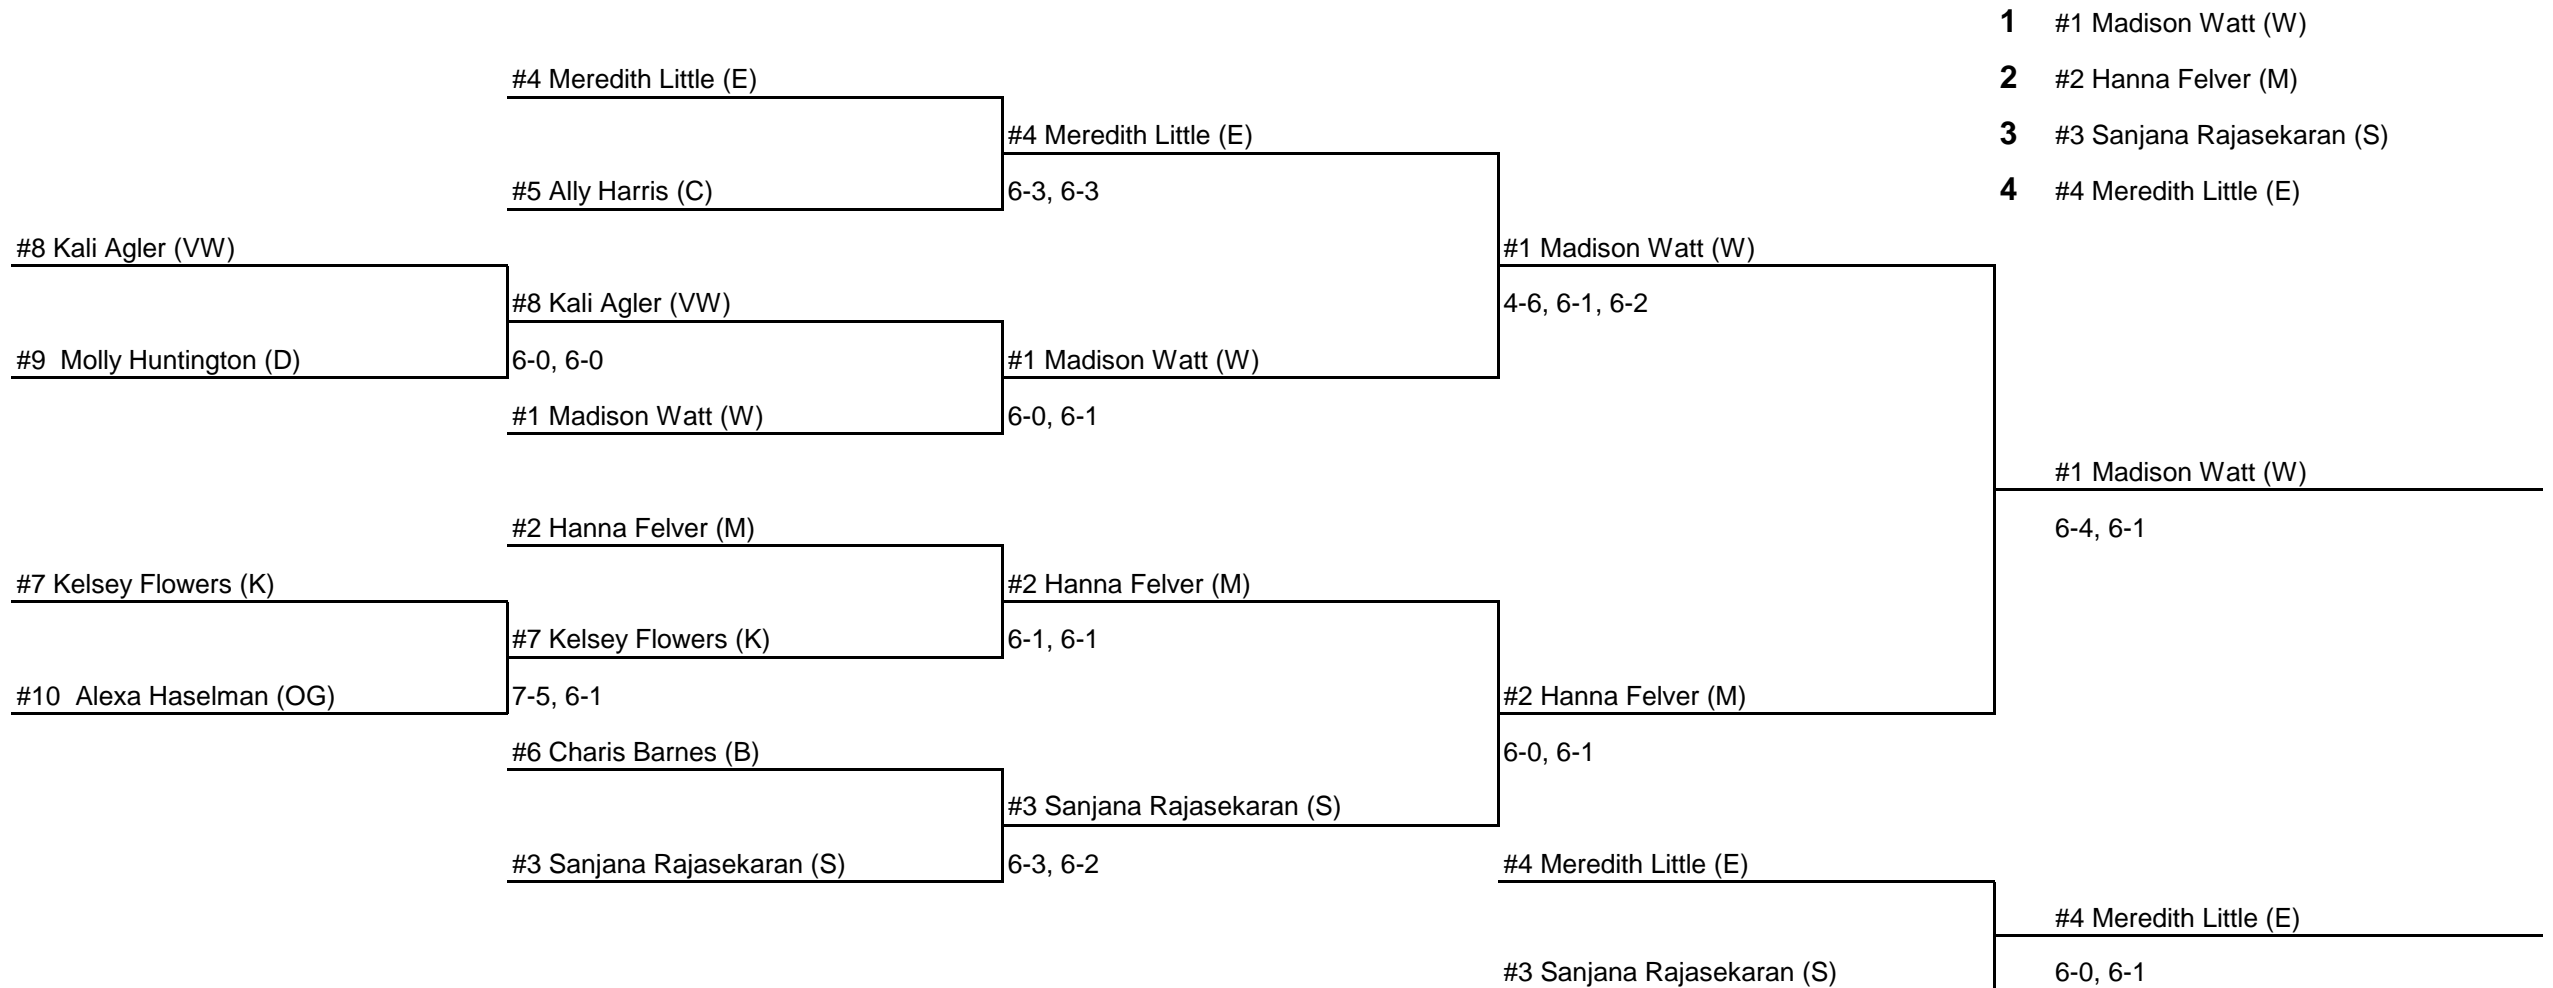 1 #1 Madison Watt (W)
#4 Meredith Little (E)
2 #2 Hanna Felver (M)
#4 Meredith Little (E)
3 #3 Sanjana Rajasekaran (S)
#5 Ally Harris (C)
6-3, 6-3
4 #4 Meredith Little (E)
#8 Kali Agler (VW)
#1 Madison Watt (W)
#8 Kali Agler (VW)
4-6, 6-1, 6-2
#9 Molly Huntington (D)
6-0, 6-0
#1 Madison Watt (W)
#1 Madison Watt (W)
6-0, 6-1
#1 Madison Watt (W)
#2 Hanna Felver (M)
6-4, 6-1
#7 Kelsey Flowers (K)
#2 Hanna Felver (M)
#7 Kelsey Flowers (K)
6-1, 6-1
#10 Alexa Haselman (OG)
7-5, 6-1
#2 Hanna Felver (M)
#6 Charis Barnes (B)
6-0, 6-1
#3 Sanjana Rajasekaran (S)
#3 Sanjana Rajasekaran (S)
6-3, 6-2
#4 Meredith Little (E)
#4 Meredith Little (E)
#3 Sanjana Rajasekaran (S)
6-0, 6-1